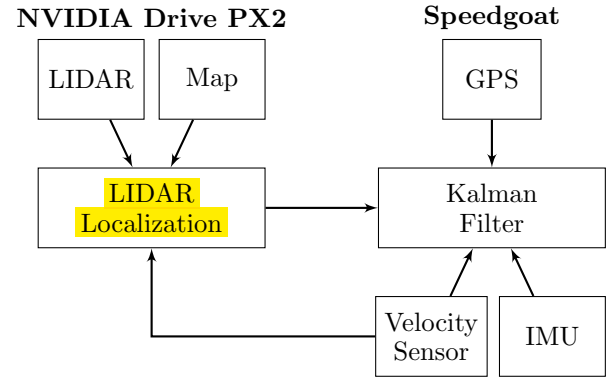 NVIDIA Drive PX2
Speedgoat
LIDAR
Map
GPS
LIDAR
Localization
Kalman
Filter
Velocity
Sensor
IMU